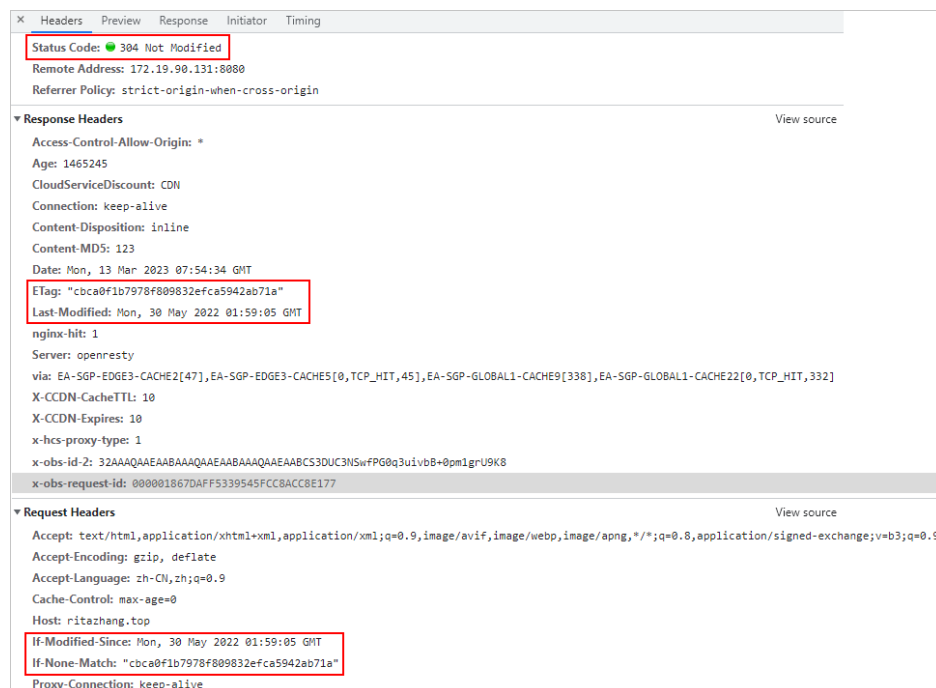 × Headers Preview Response Initiator Timing
Status Code: 304 Not Modified
Remote Address: 172.19.90.131:8080
Referrer Policy: strict-origin-when-cross-origin
Response Headers View source
Access-Control-Allow-Origin: *
Age: 1465245
CloudServiceDiscount: CDN
Connection: keep-alive
Content-Disposition: inline
Content-MD5: 123
Date: Mon, 13 Mar 2023 07:54:34 GMT
ETag: "cbca0f1b7978f809832efca5942ab71a"
Last-Modified: Mon, 30 May 2022 01:59:05 GMT
nginx-hit: 1
Server: openresty
via: EA-SGP-EDGE3-CACHE2[47],EA-SGP-EDGE3-CACHE5[0,TCP_HIT,45],EA-SGP-GLOBAL1-CACHE9[338],EA-SGP-GLOBAL1-CACHE22[0,TCP_HIT,332]
X-CCDN-CacheTTL: 10
X-CCDN-Expires: 10
x-hcs-proxy-type: 1
x-obs-id-2: 32AAAQAAEAABAAAQAAEAABAAAQAAEAABCS3DUC3NSwfPG0q3uivbB+0pm1grU9K8
x-obs-request-id: 000001867DAFF5339545FCC8ACC8E177
Request Headers View source
Accept: text/html,application/xhtml+xml,application/xml;q=0.9,image/avif,image/webp,image/apng,*/*;q=0.8,application/signed-exchange;v=b3;q=0.9
Accept-Encoding: gzip, deflate
Accept-Language: zh-CN,zh;q=0.9
Cache-Control: max-age=0
Host: ritazhang.top
If-Modified-Since: Mon, 30 May 2022 01:59:05 GMT
If-None-Match: "cbca0f1b7978f809832efca5942ab71a"
Proxy-Connection: keep-alive